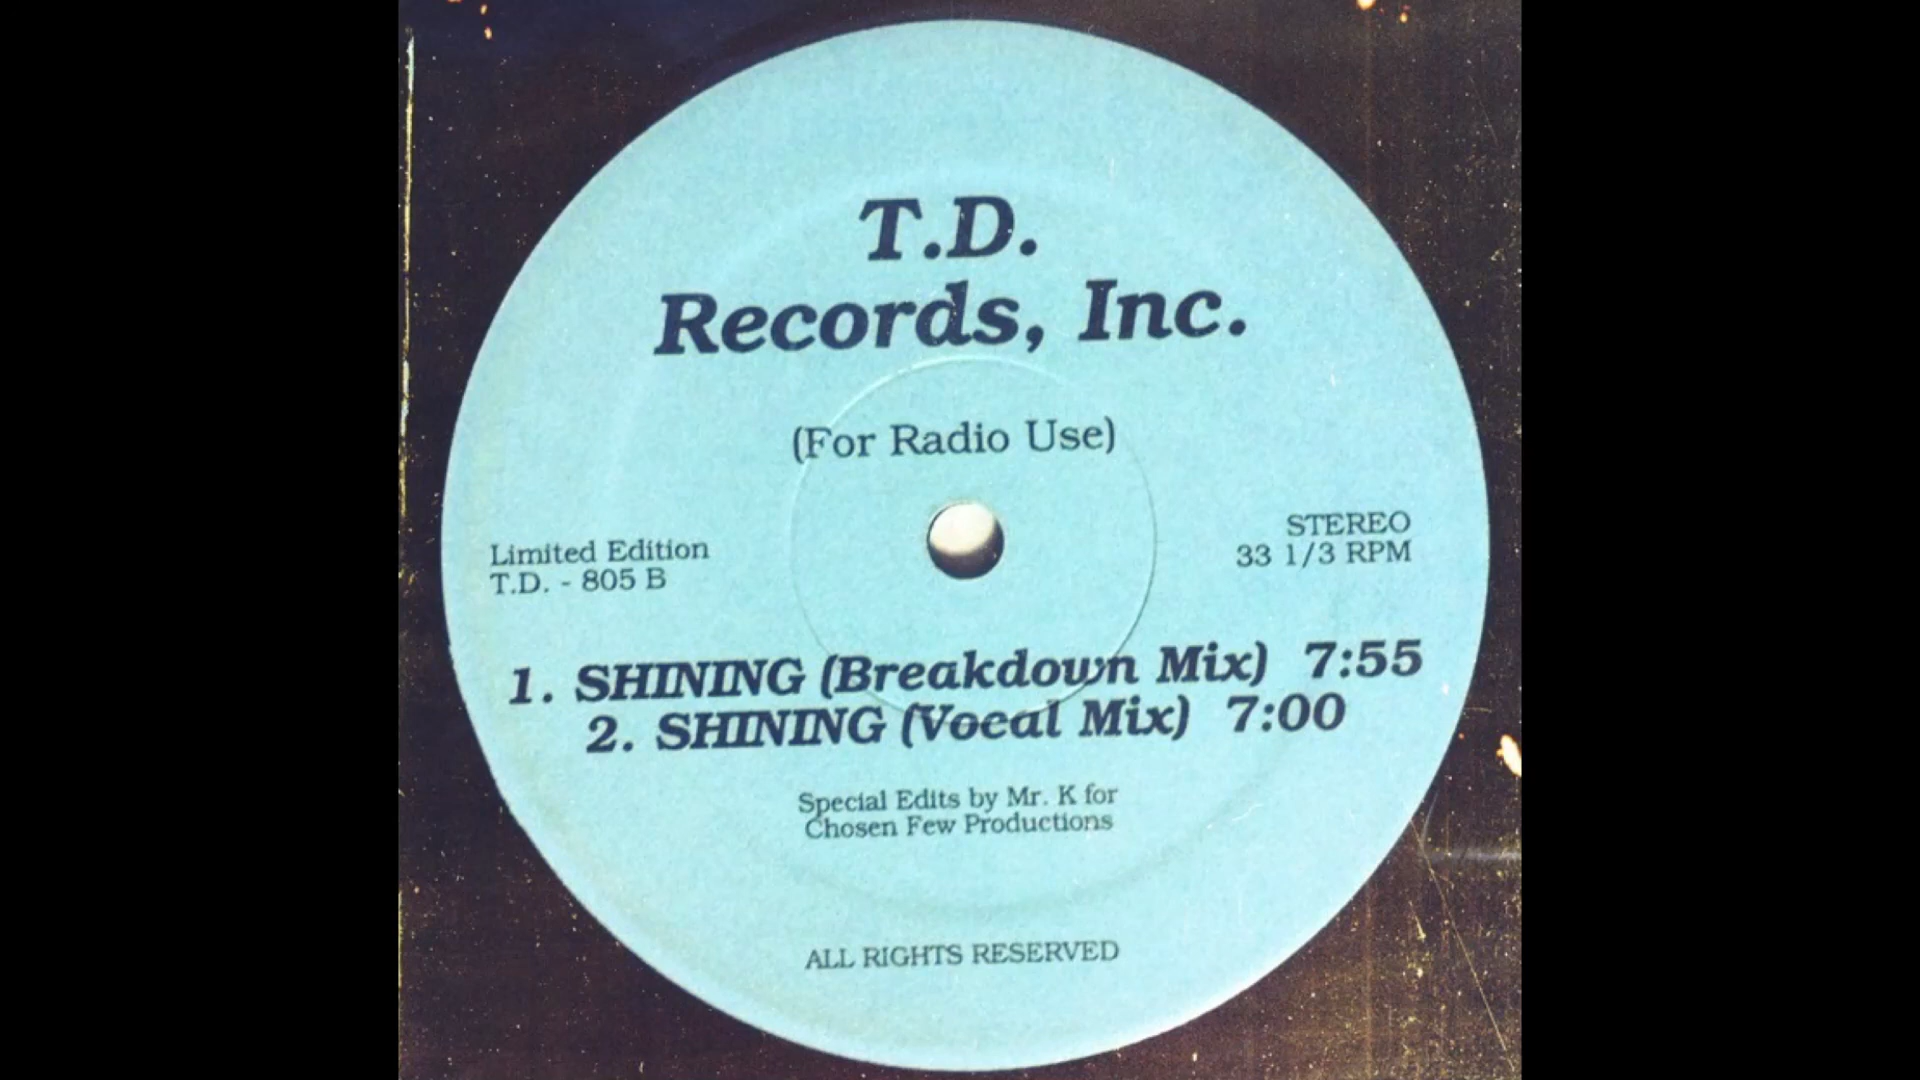 T.D.
Records, Inc.
(For Radio Use)
Limited Edition
T.D. - 805 B
STEREO
33 1/3 RPM
1. SHINING (Breakdown Mix) 7:55
2. SHINING (Vocal Mix) 7:00
Special Edits by Mr. K for
Chosen Few Productions
ALL RIGHTS RESERVED